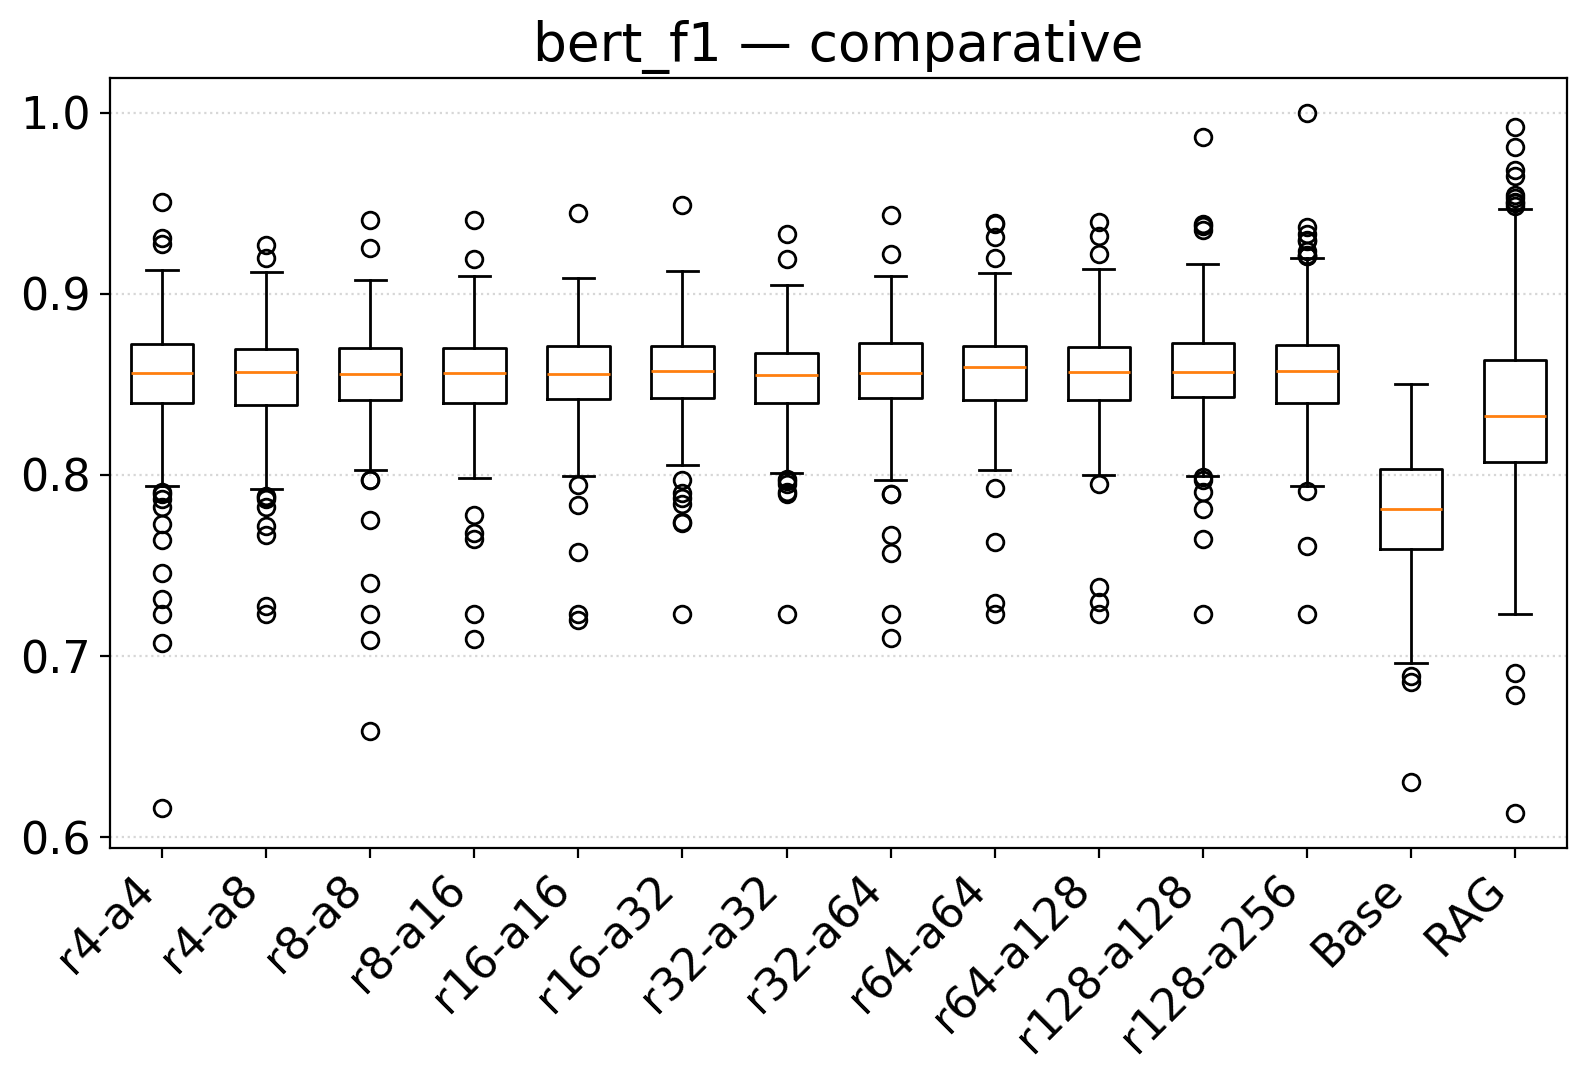 bert_f1 — comparative
1.0
0.9
0.8
0.7
0.6
r4-a4
r4-a8
r8-a8
r8-a16
r16-a16
r16-a32
r32-a32
r32-a64
r64-a64
r64-a128
r128-a128
r128-a256
Base
RAG